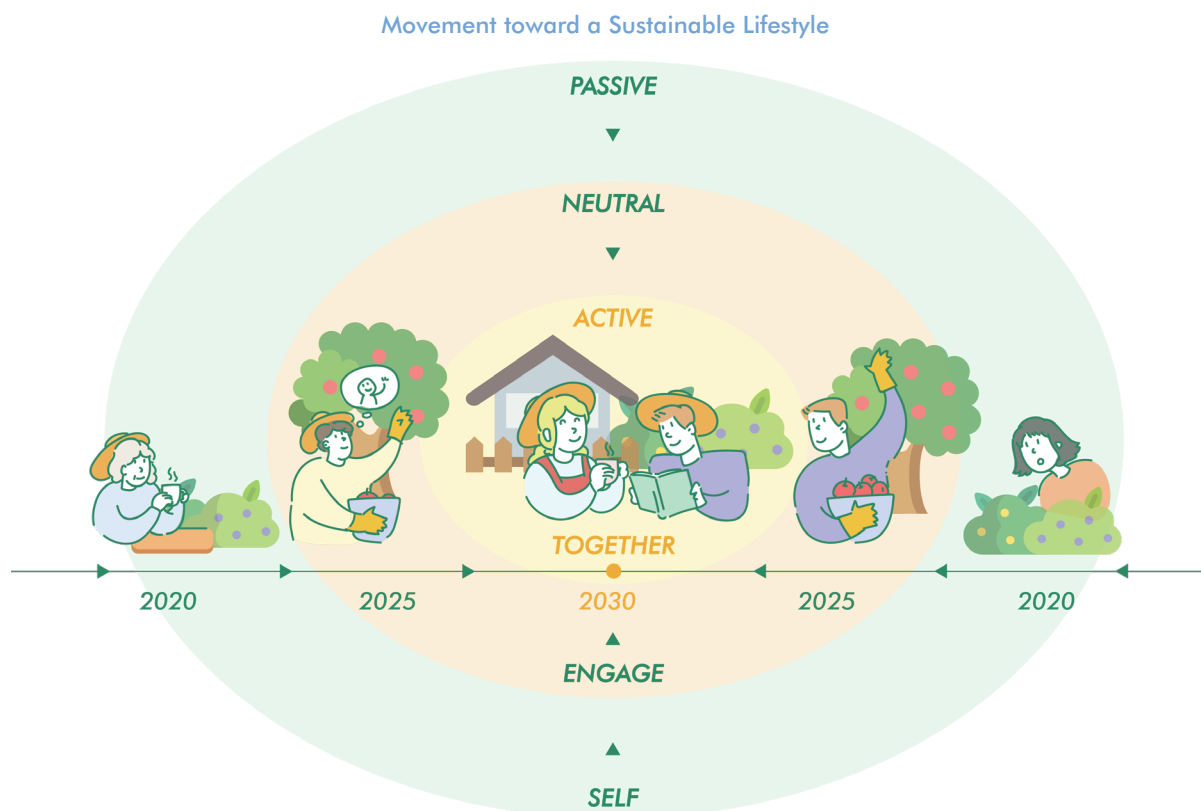 Movement toward a Sustainable Lifestyle
PASSIVE
NEUTRAL
ACTIVE
TOGETHER
2020 2025 2030 2025 2020
ENGAGE
SELF